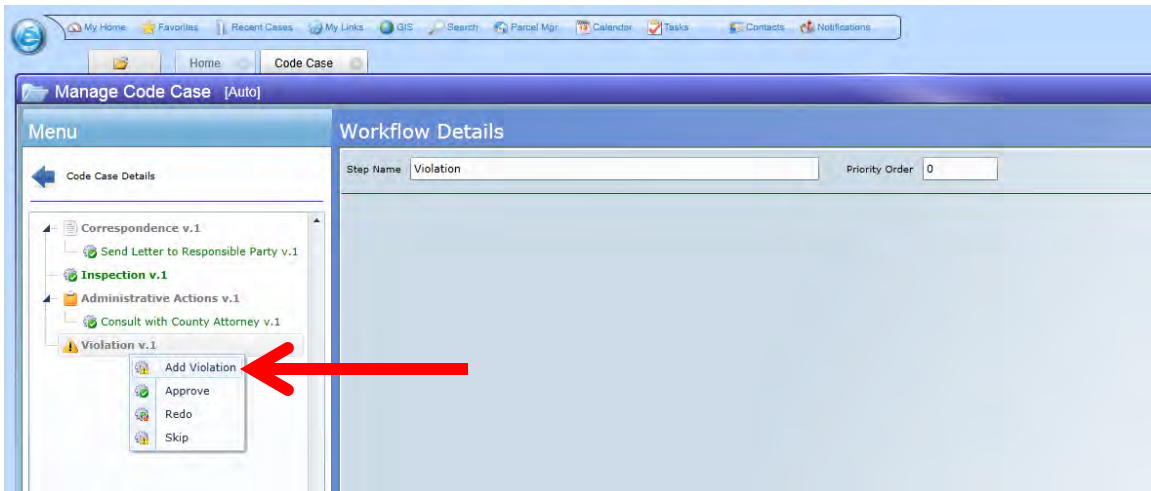 My Home Favorites Recent Cases My Links GIS Search Parcel Mgr Calendar Tasks Contacts Notifications
Home Code Case
Manage Code Case [Auto]
Menu Workflow Details
Code Case Details Step Name Violation Priority Order 0
Correspondence v.1
Send Letter to Responsible Party v.1
Inspection v.1
Administrative Actions v.1
Consult with County Attorney v.1
Violation v.1
Add Violation
Approve
Redo
Skip